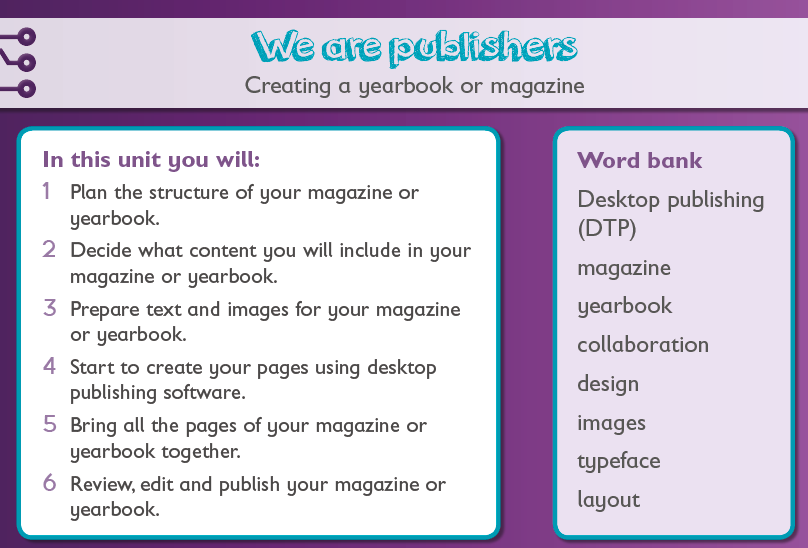 We are publishers
Creating a yearbook or magazine
In this unit you will:
1 Plan the structure of your magazine or
yearbook.
2 Decide what content you will include in your
magazine or yearbook.
3 Prepare text and images for your magazine
or yearbook.
4 Start to create your pages using desktop
publishing software.
5 Bring all the pages of your magazine or
yearbook together.
6 Review, edit and publish your magazine or
yearbook.
Word bank
Desktop publishing
(DTP)
magazine
yearbook
collaboration
design
images
typeface
layout